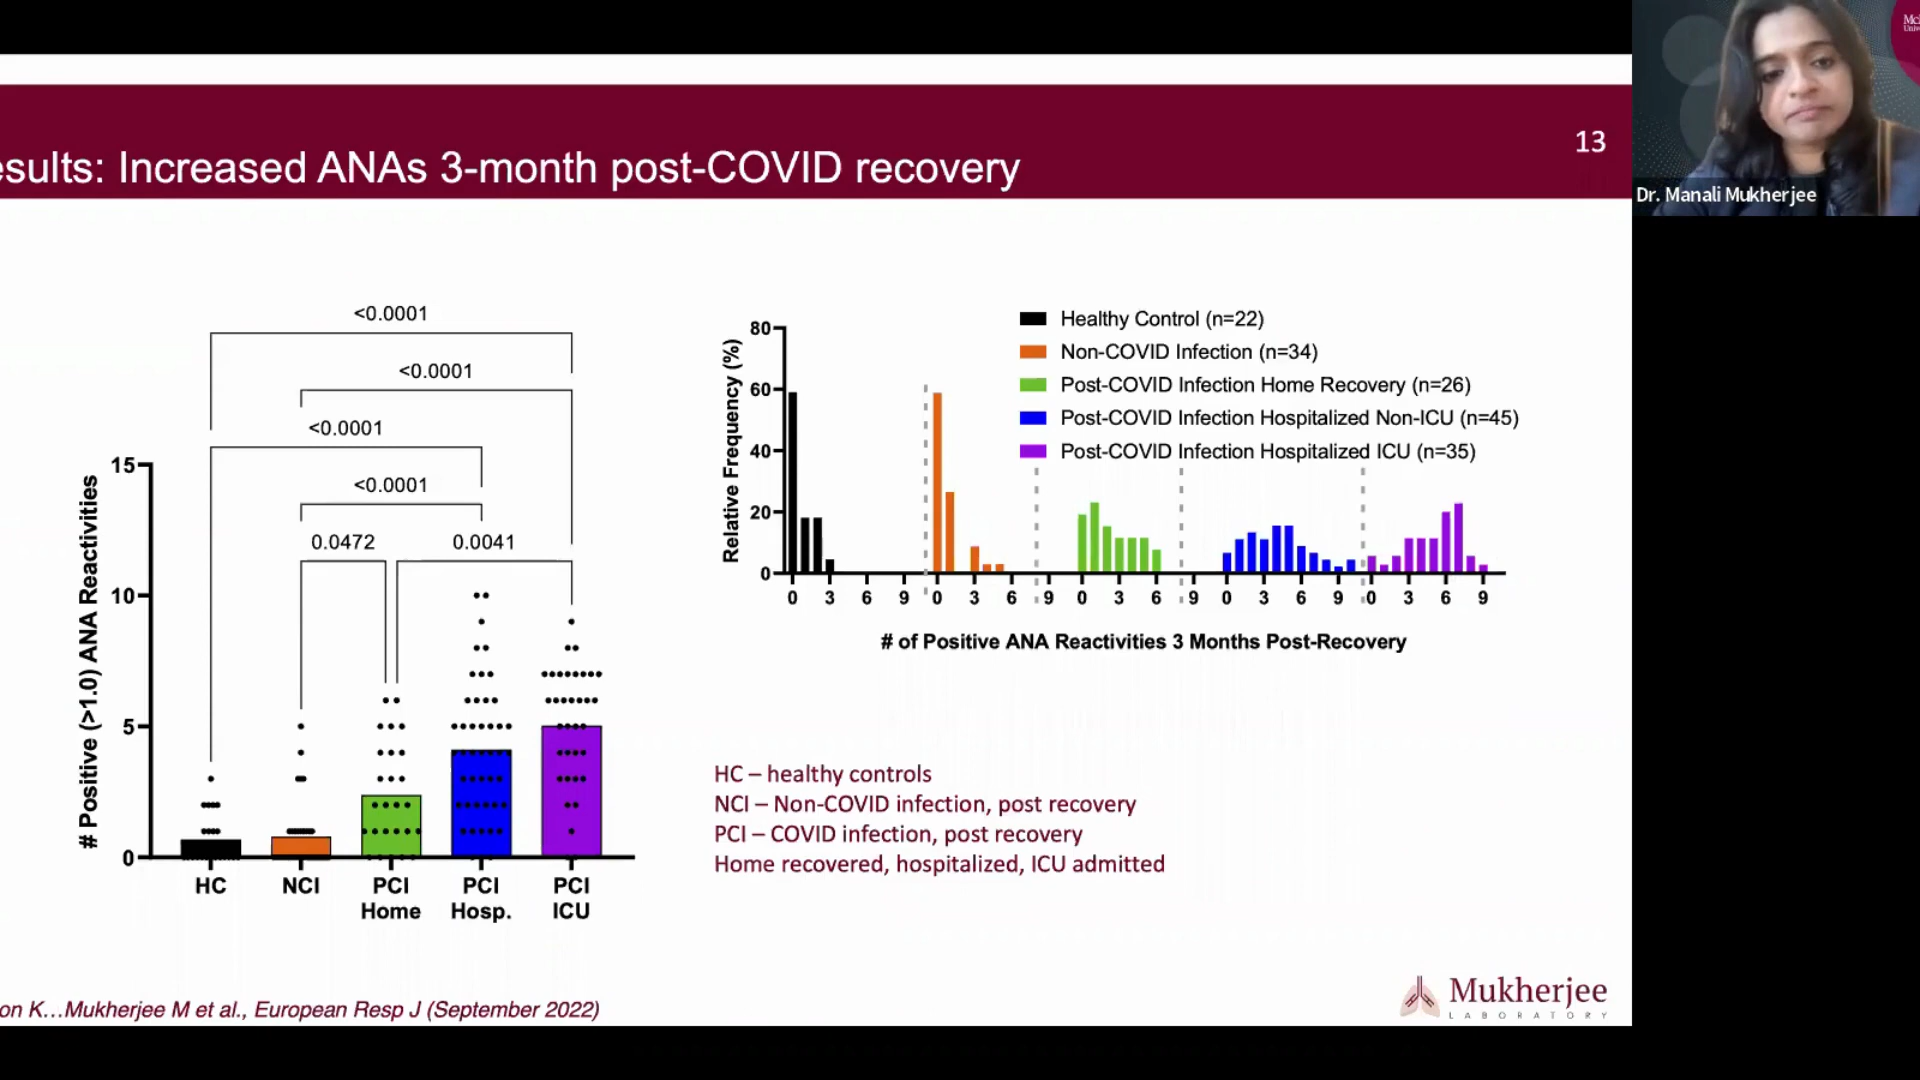 esults: Increased ANAs 3-month post-COVID recovery
13
Dr. Manali Mukherjee
<0.0001
<0.0001
<0.0001
<0.0001
0.0472
0.0041
# Positive (>1.0) ANA Reactivities
15
10
5
0
HC
NCI
PCI Home
PCI Hosp.
PCI ICU
Healthy Control (n=22)
Non-COVID Infection (n=34)
Post-COVID Infection Home Recovery (n=26)
Post-COVID Infection Hospitalized Non-ICU (n=45)
Post-COVID Infection Hospitalized ICU (n=35)
Relative Frequency (%)
80
60
40
20
0
0 3 6 9 0 3 6 9 0 3 6 9 0 3 6 9 0 3 6 9
# of Positive ANA Reactivities 3 Months Post-Recovery
HC – healthy controls
NCI – Non-COVID infection, post recovery
PCI – COVID infection, post recovery
Home recovered, hospitalized, ICU admitted
on K…Mukherjee M et al., European Resp J (September 2022)
Mukherjee
LABORATORY